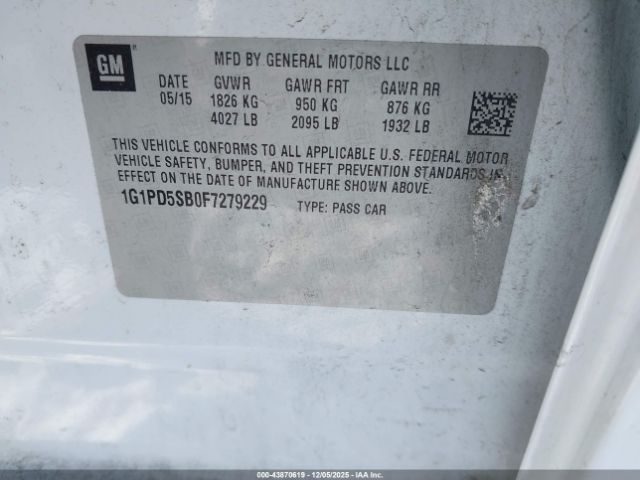 GM
MFD BY GENERAL MOTORS LLC
DATE GVWR GAWR FRT GAWR RR
05/15 1826 KG 950 KG 876 KG
4027 LB 2095 LB 1932 LB
THIS VEHICLE CONFORMS TO ALL APPLICABLE U.S. FEDERAL MOTOR
VEHICLE SAFETY, BUMPER, AND THEFT PREVENTION STANDARDS IN
EFFECT ON THE DATE OF MANUFACTURE SHOWN ABOVE.
1G1PD5SB0F7279229 TYPE: PASS CAR
000-43870619 - 12/05/2025 - IAA, Inc.